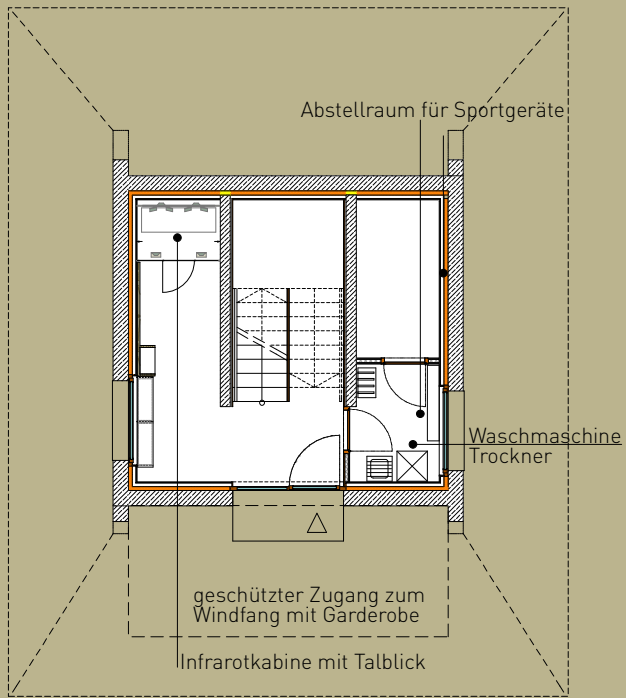 Abstellraum für Sportgeräte
Waschmaschine
Trockner
geschützter Zugang zum
Windfang mit Garderobe
Infrarotkabine mit Talblick